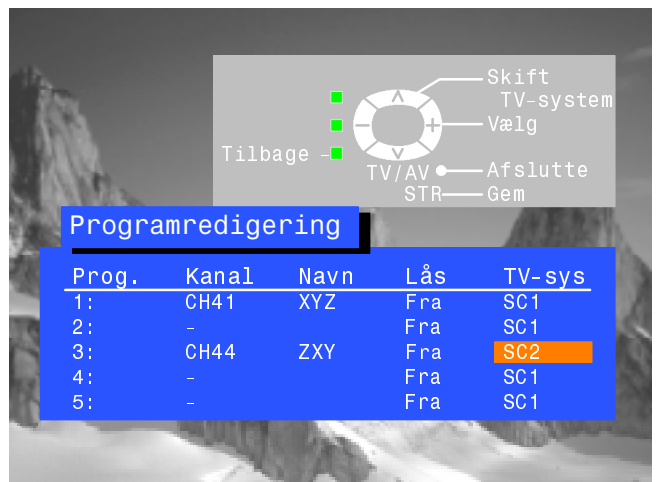 Skift
TV-system
Vælg
Tilbage
TV/AV Afslutte
STR Gem
Programredigering
Prog. Kanal Navn Lås TV-sys
1: CH41 XYZ Fra SC1
2: - Fra SC1
3: CH44 ZXY Fra SC2
4: - Fra SC1
5: - Fra SC1